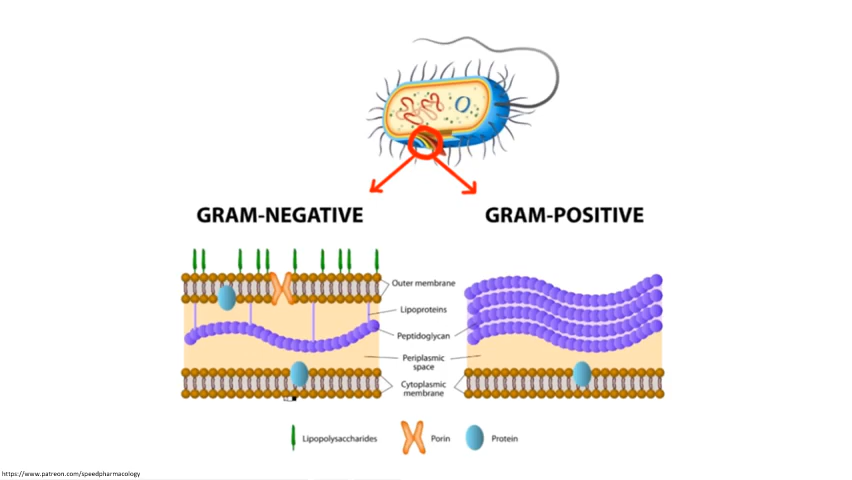 GRAM-NEGATIVE
GRAM-POSITIVE
Outer membrane
Lipoproteins
Peptidoglycan
Periplasmic
space
Cytoplasmic
membrane
Lipopolysaccharides
Porin
Protein
https://www.patreon.com/speedpharmacology